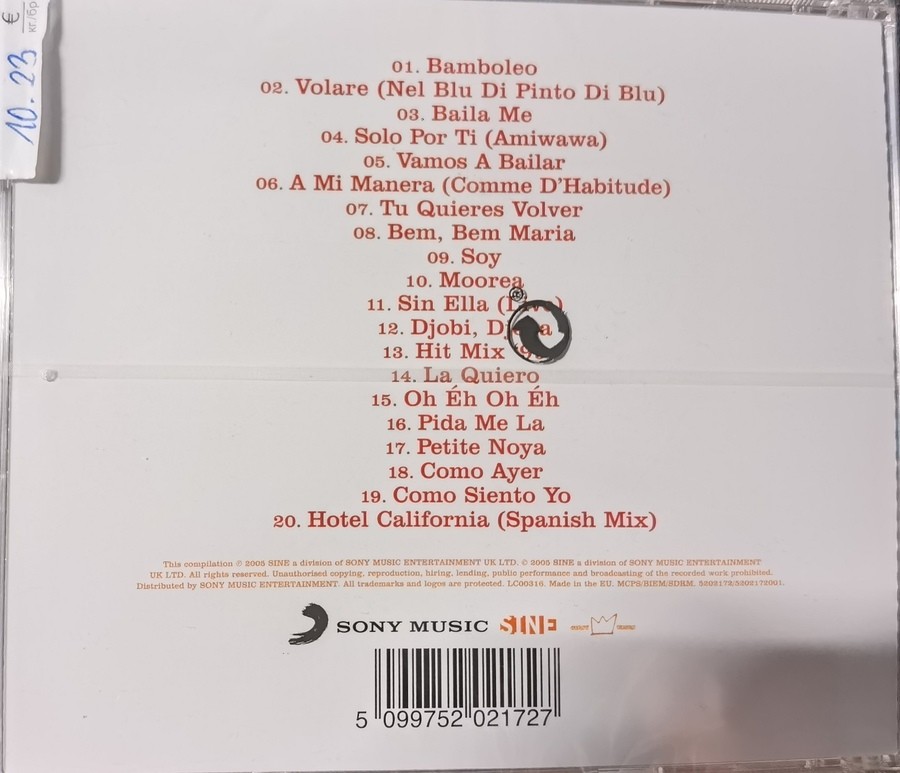 €
кг/бр
10.23
01. Bamboleo
02. Volare (Nel Blu Di Pinto Di Blu)
03. Baila Me
04. Solo Por Ti (Amiwawa)
05. Vamos A Bailar
06. A Mi Manera (Comme D'Habitude)
07. Tu Quieres Volver
08. Bem, Bem Maria
09. Soy
10. Moorea
11. Sin Ella (Live)
12. Djobi, Djoba
13. Hit Mix
14. La Quiero
15. Oh Éh Oh Éh
16. Pida Me La
17. Petite Noya
18. Como Ayer
19. Como Siento Yo
20. Hotel California (Spanish Mix)
This compilation ℗ 2005 SINE a division of SONY MUSIC ENTERTAINMENT UK LTD. © 2005 SINE a division of SONY MUSIC ENTERTAINMENT
UK LTD. All rights reserved. Unauthorised copying, reproduction, hiring, lending, public performance and broadcasting of the recorded work prohibited.
Distributed by SONY MUSIC ENTERTAINMENT. All trademarks and logos are protected. LC00316. Made in the EU. MCPS/BIEM/SDRM. 5202172/5202172001.
SONY MUSIC SINE
5 099752 021727